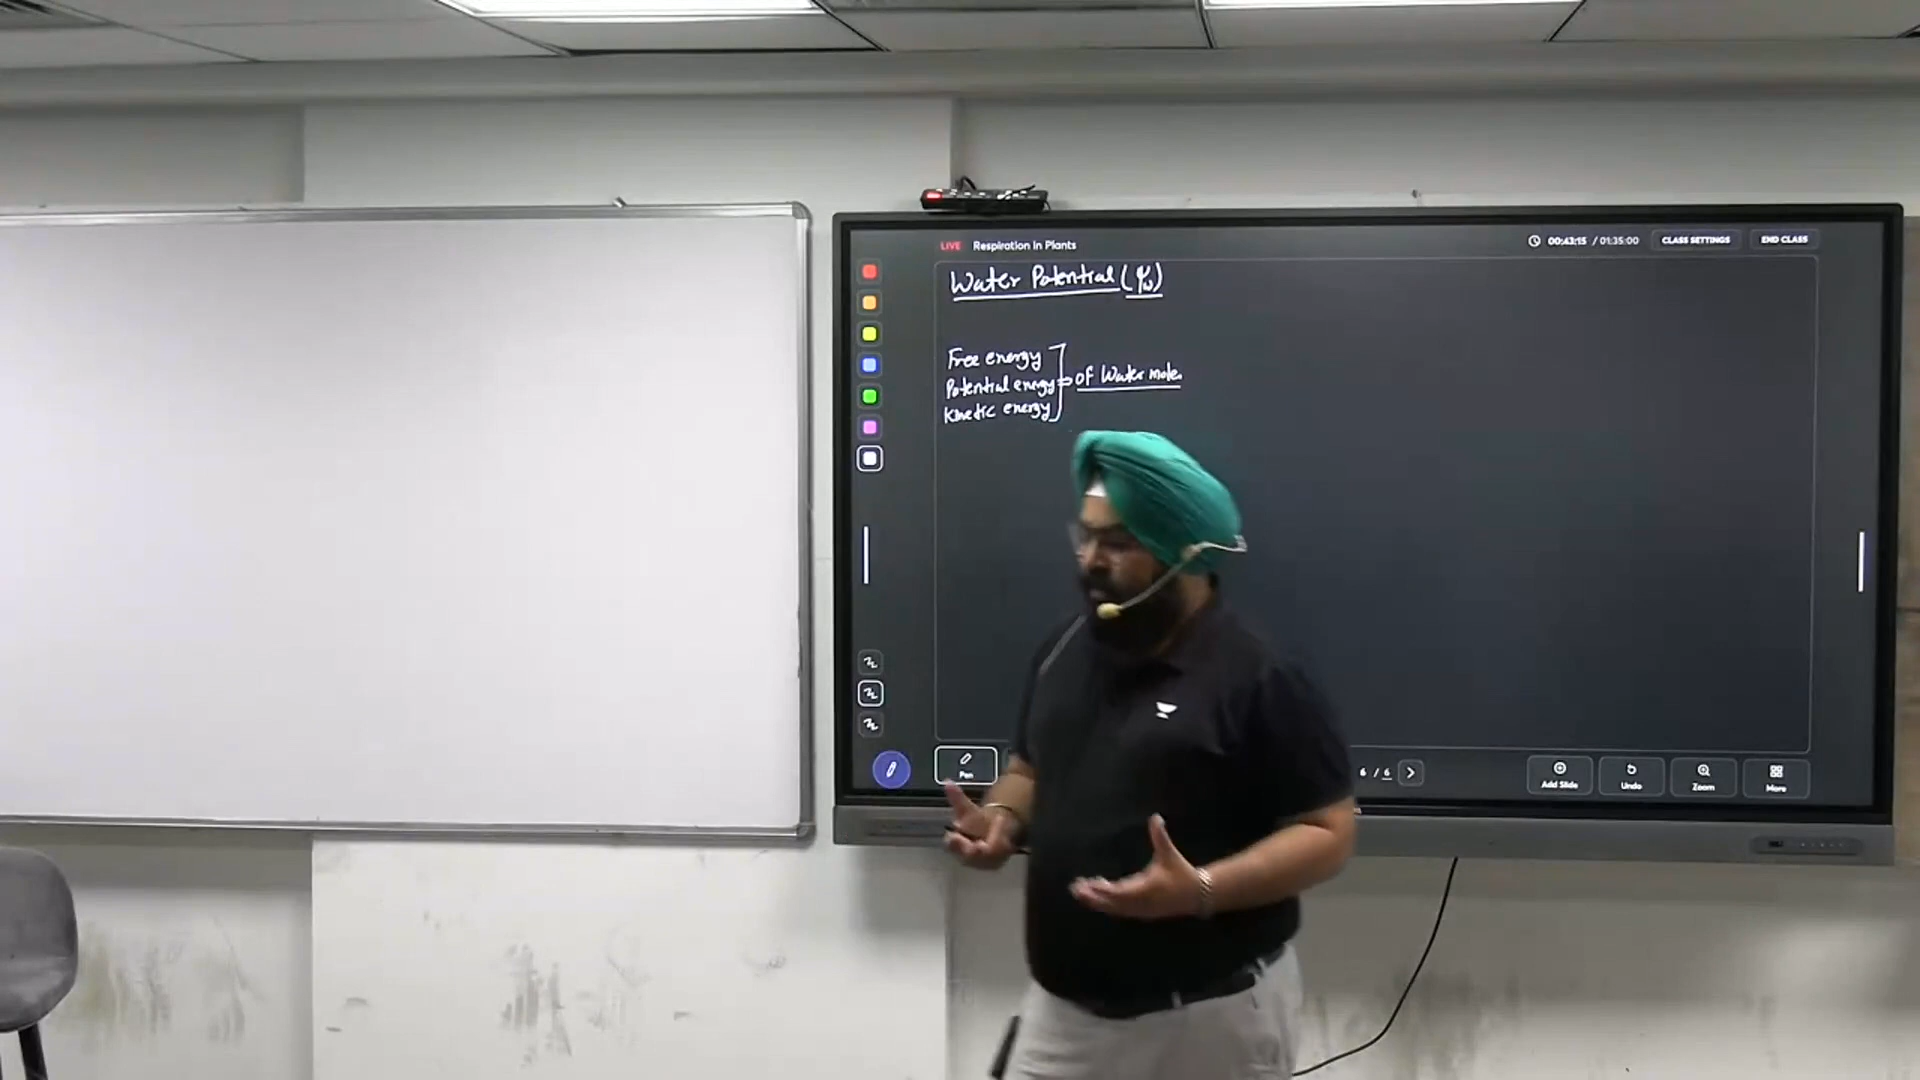 LIVE Respiration in Plants
00:43:15 / 01:35:00 CLASS SETTINGS END CLASS
Water Potential (Ψw)
Free energy
Potential energy ⇒ of Water mole.
Kinetic energy
Pen
6 / 6
Add Slide Undo Zoom More